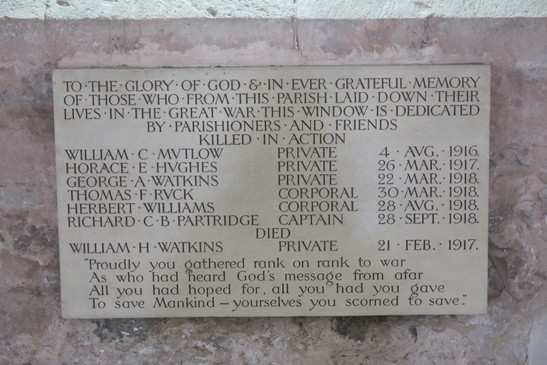 TO·THE·GLORY·OF·GOD·&·IN·EVER·GRATEFUL·MEMORY
OF·THOSE·WHO·FROM·THIS·PARISH·LAID·DOWN·THEIR
LIVES·IN·THE·GREAT·WAR·THIS·WINDOW·IS·DEDICATED
BY·PARISHIONERS·AND·FRIENDS
KILLED·IN·ACTION
WILLIAM·C·MVTLOW PRIVATE 4·AVG·1916.
HORACE·E·HVGHES PRIVATE 26·MAR·1917.
GEORGE·A·WATKINS PRIVATE 22·MAR·1918.
THOMAS·F·RVCK CORPORAL 30·MAR·1918.
HERBERT·WILLIAMS CORPORAL 28·AVG·1918.
RICHARD·C·B·PARTRIDGE CAPTAIN 28·SEPT·1918.
DIED
WILLIAM·H·WATKINS PRIVATE 21·FEB·1917.
"Proudly you gathered rank on rank to war
As who had heard God's message from afar
All you had hoped for, all you had you gave
To save Mankind – yourselves you scorned to save."